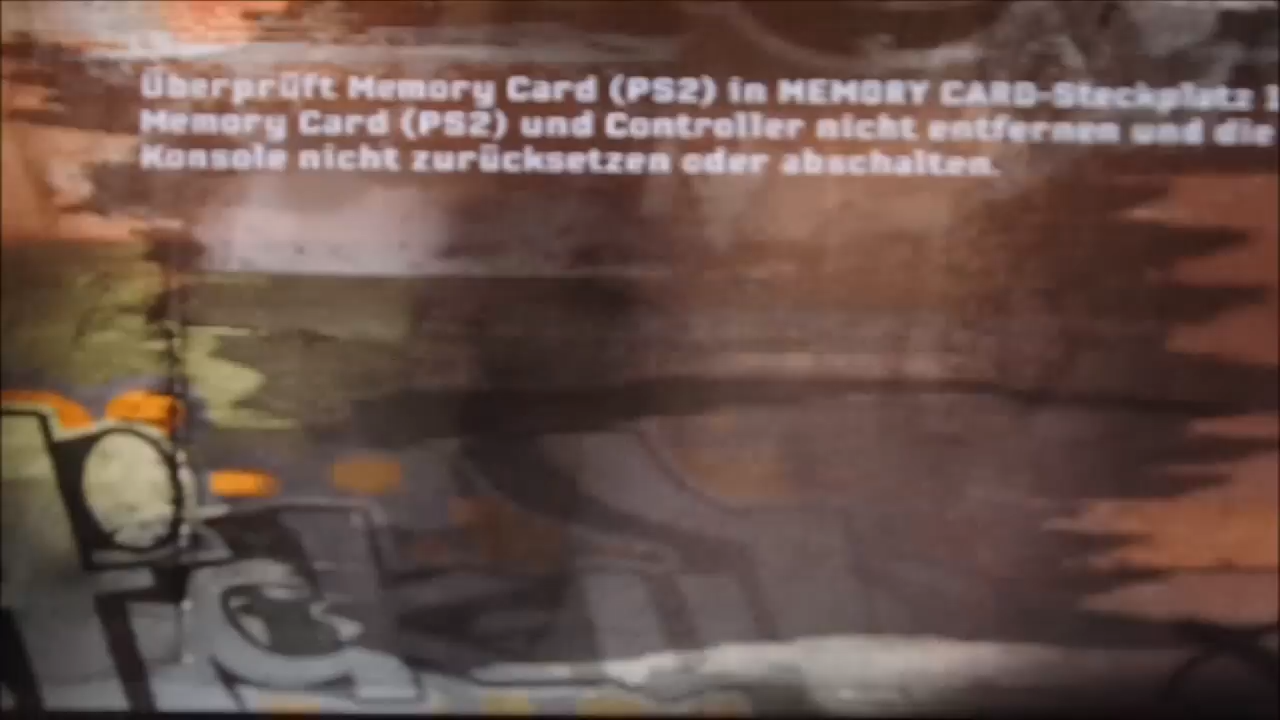 Überprüft Memory Card (PS2) in MEMORY CARD-Steckplatz 1
Memory Card (PS2) und Controller nicht entfernen und die
Konsole nicht zurücksetzen oder abschalten.